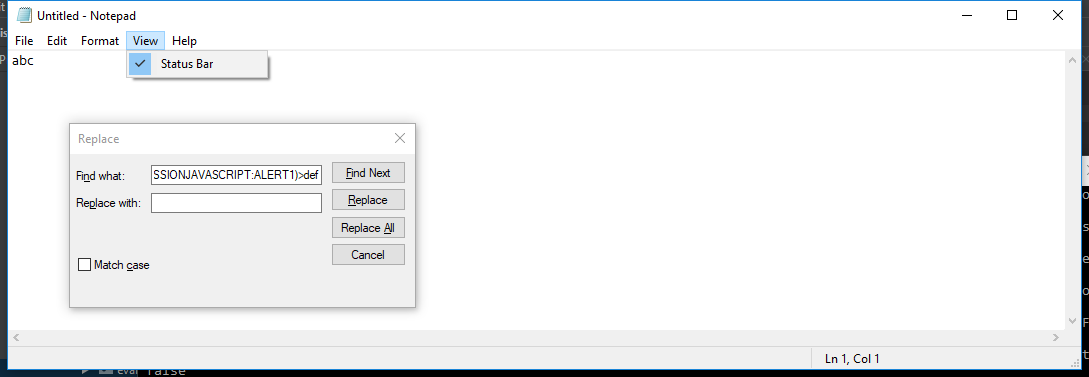 Untitled - Notepad
File Edit Format View Help
abc
Status Bar
Replace
Find what: SSIONJAVASCRIPT:ALERT1)>def Find Next
Replace with: Replace
Replace All
Cancel
Match case
Ln 1, Col 1
eval false